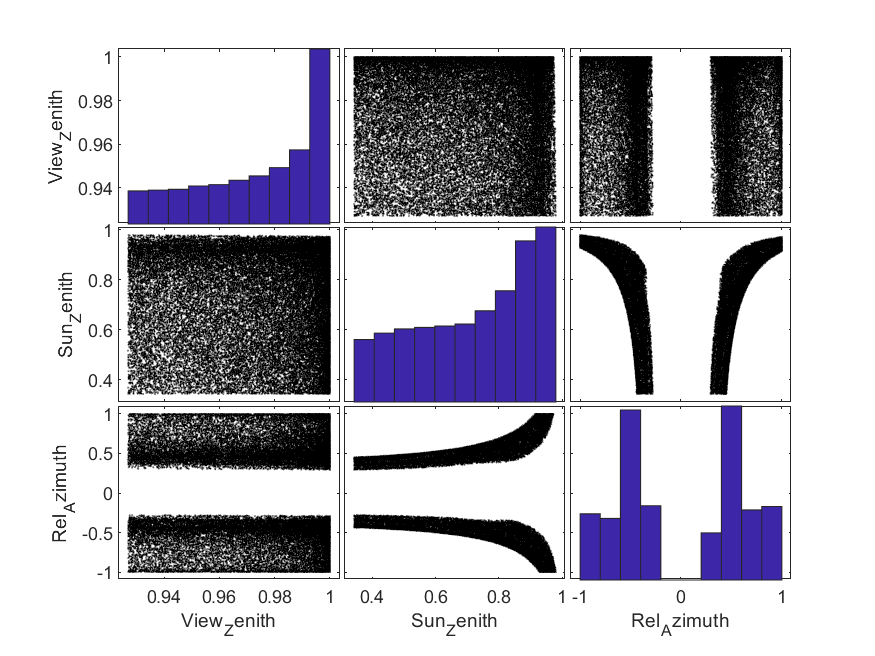 1
0.98
0.96
0.94
View_Zenith
1
0.8
0.6
0.4
Sun_Zenith
1
0.5
0
-0.5
-1
Rel_Azimuth
0.94 0.96 0.98 1 0.4 0.6 0.8 1 -1 0 1
View_Zenith Sun_Zenith Rel_Azimuth